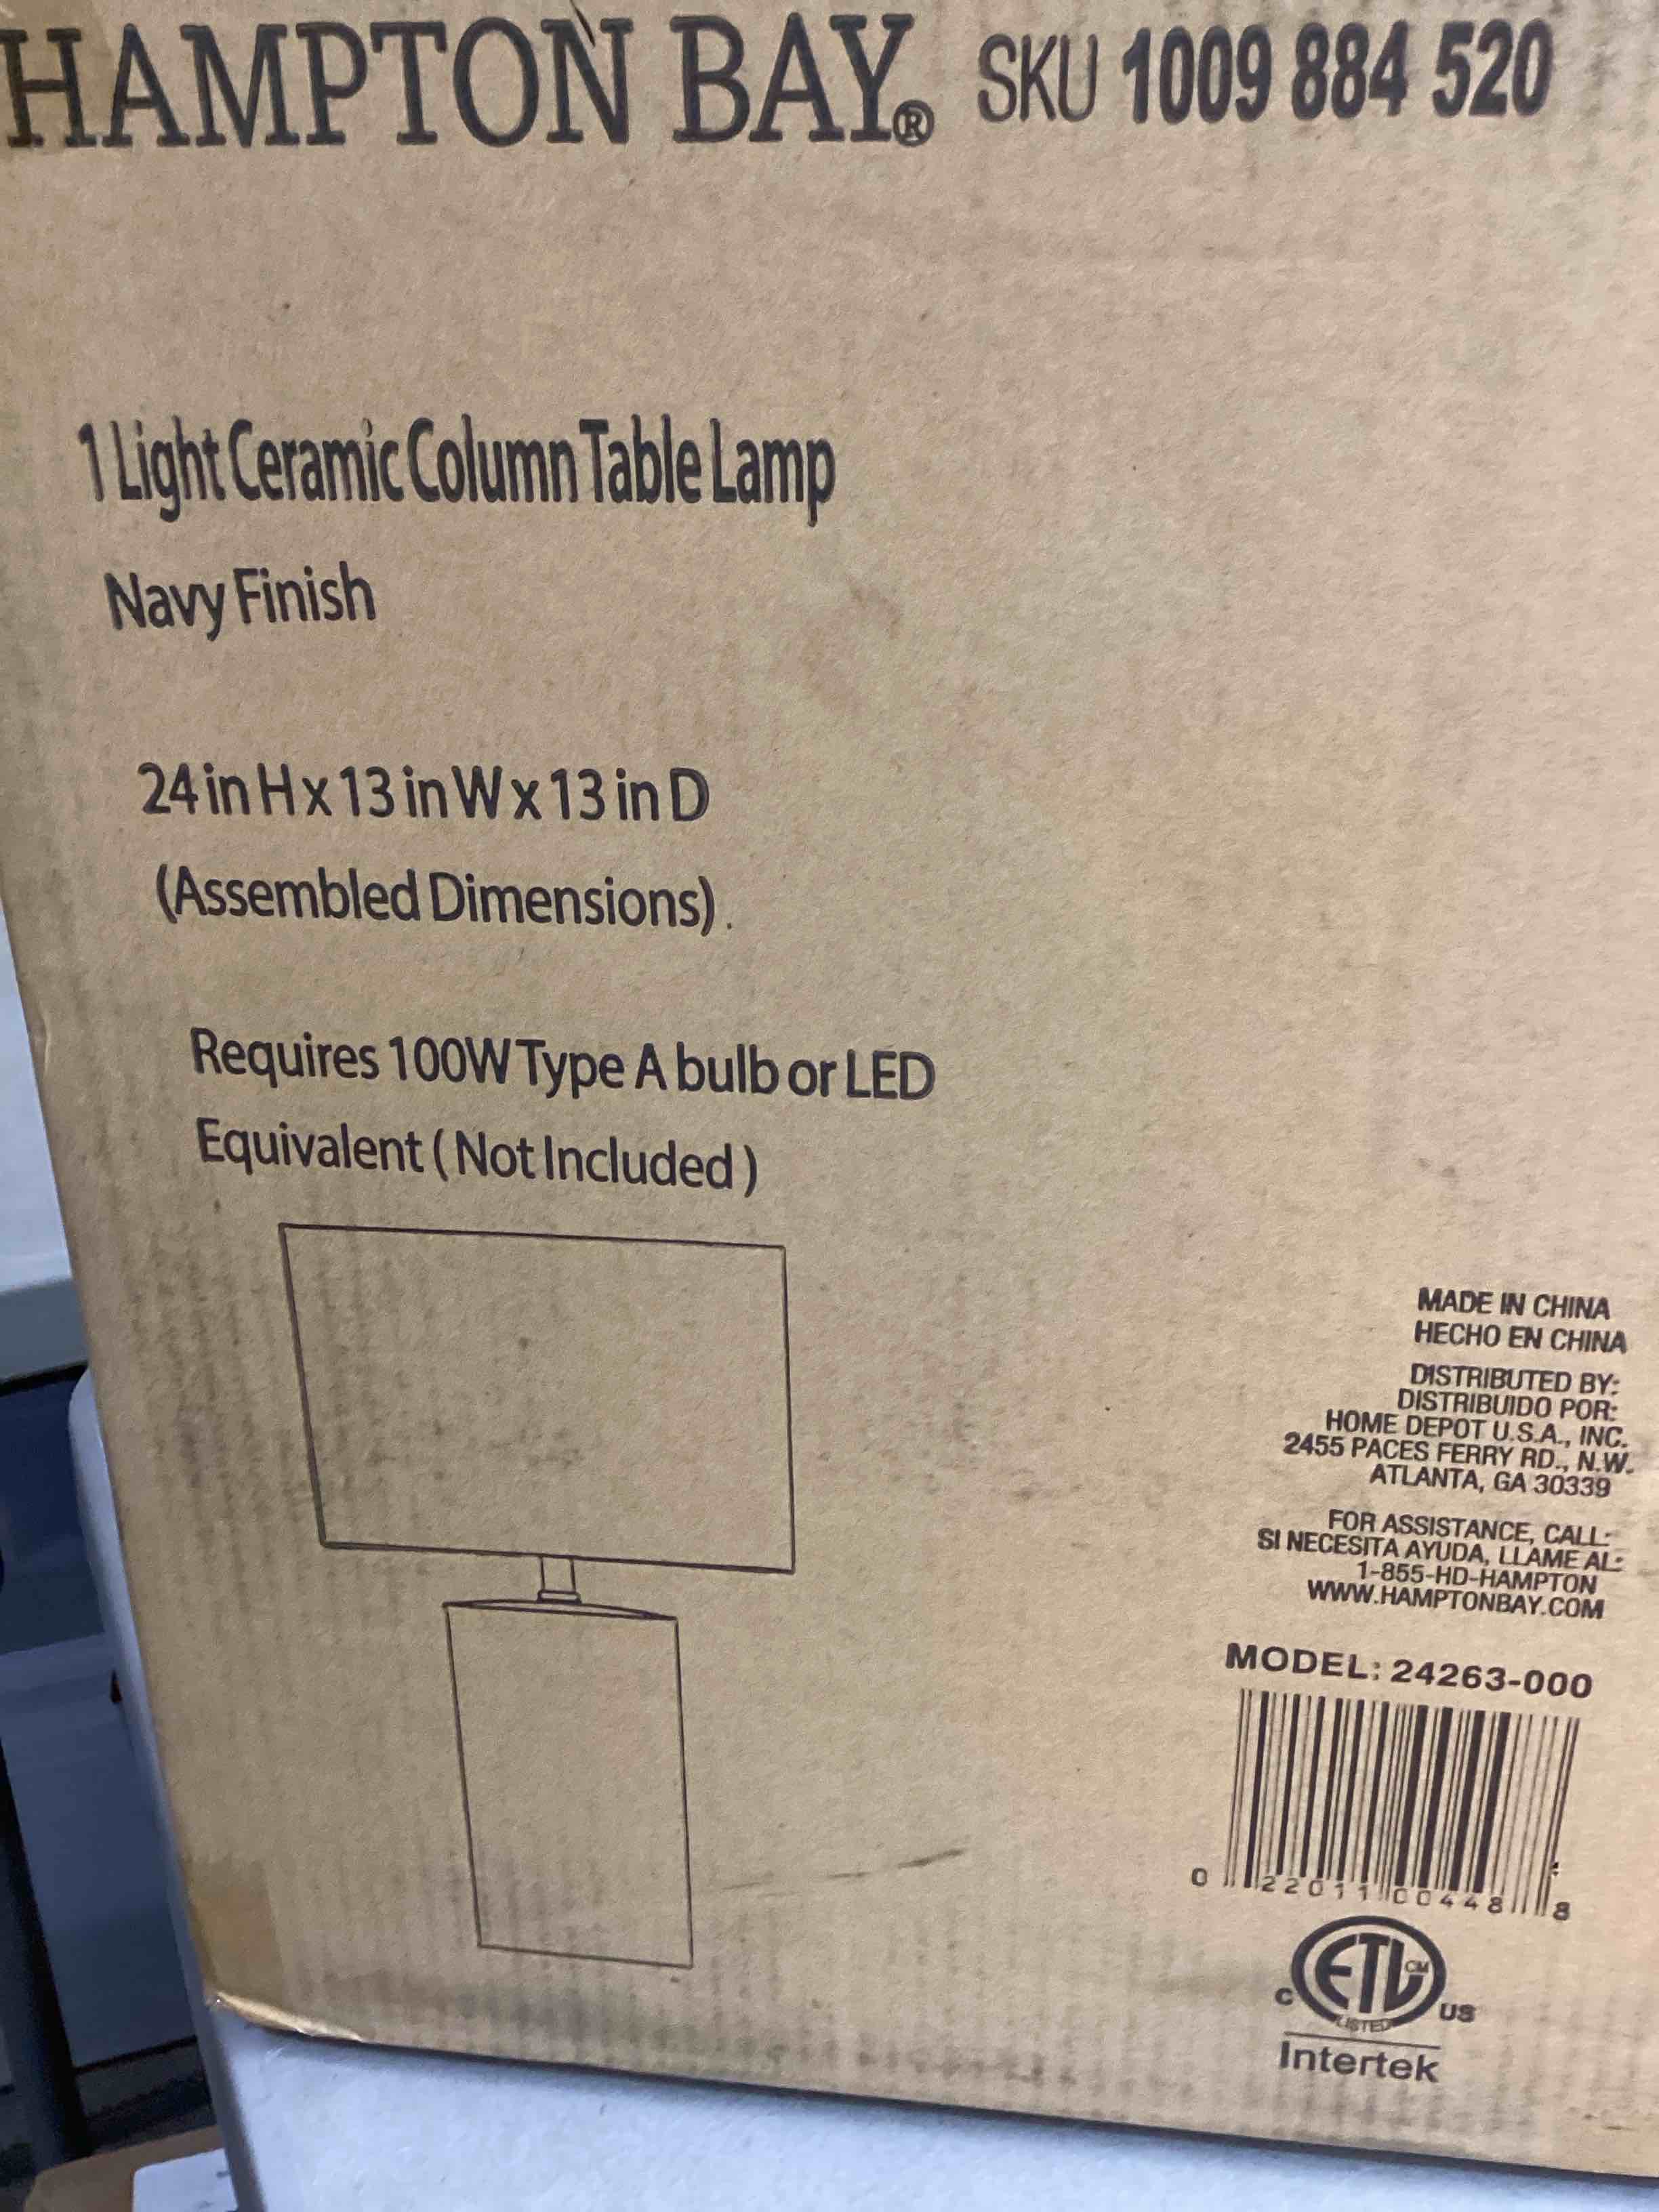 HAMPTON BAY® SKU 1009 884 520
1 Light Ceramic Column Table Lamp
Navy Finish
24 in H x 13 in W x 13 in D
(Assembled Dimensions).
Requires 100W Type A bulb or LED
Equivalent ( Not Included )
MADE IN CHINA
HECHO EN CHINA
DISTRIBUTED BY:
DISTRIBUIDO POR:
HOME DEPOT U.S.A., INC.
2455 PACES FERRY RD., N.W.
ATLANTA, GA 30339
FOR ASSISTANCE, CALL:
SI NECESITA AYUDA, LLAME AL:
1-855-HD-HAMPTON
WWW.HAMPTONBAY.COM
MODEL: 24263-000
0 22011 00448 8
ETL CM
C US
LISTED
Intertek